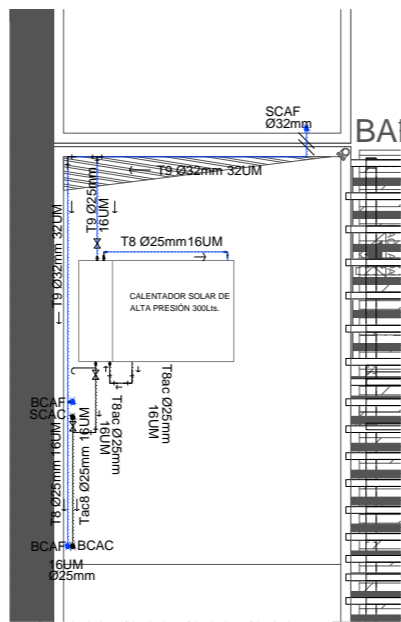 SCAF
Ø32mm
BA
T9 Ø32mm 32UM
T9 Ø25mm
16UM
T8 Ø25mm16UM
T9 Ø32mm 32UM
CALENTADOR SOLAR DE
ALTA PRESIÓN 300Lts.
T8ac Ø25mm
16UM
T8ac Ø25mm
16UM
BCAF
SCAC
T8 Ø25mm 16UM
Tac8 Ø25mm 16UM
BCAF
BCAC
16UM
Ø25mm